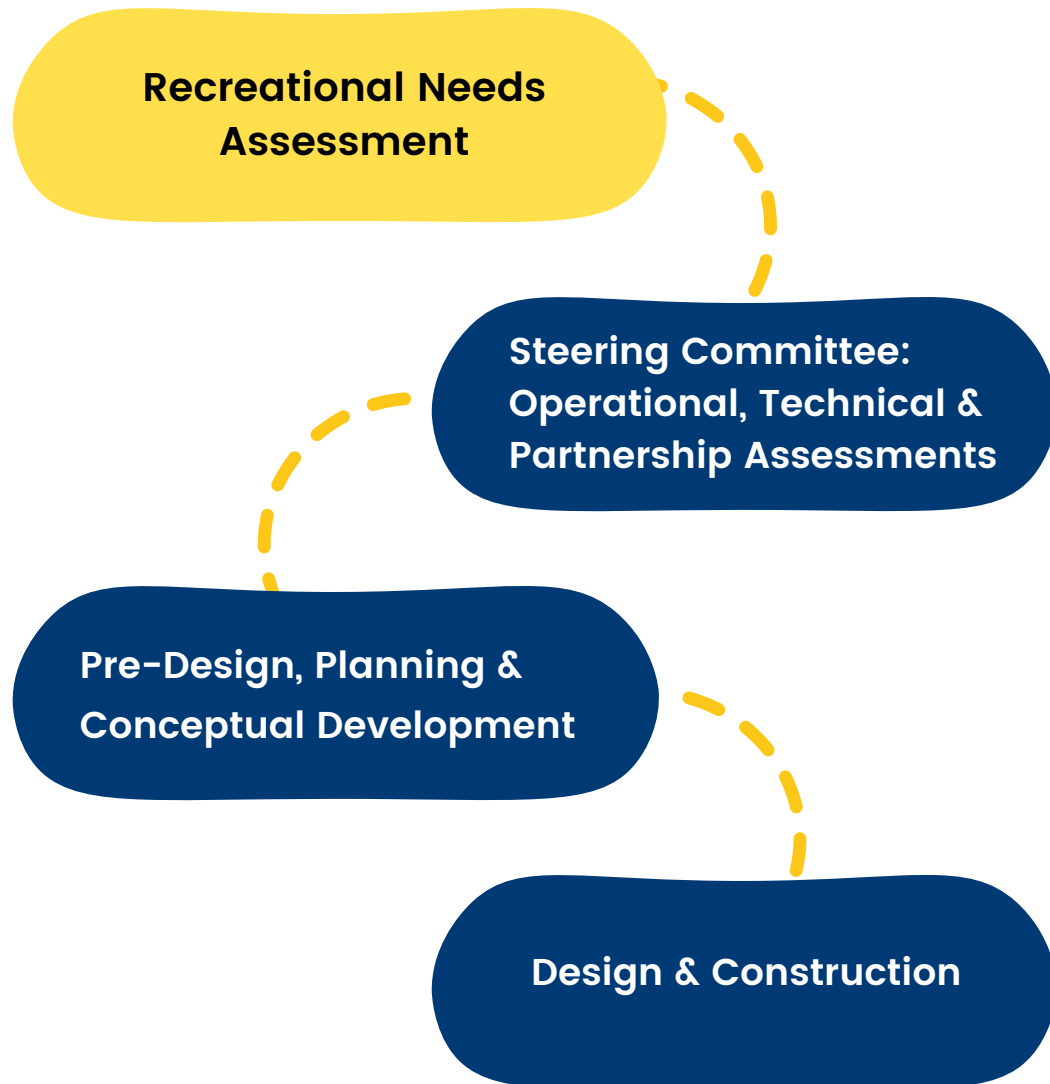 Recreational Needs
Assessment
Steering Committee:
Operational, Technical &
Partnership Assessments
Pre-Design, Planning &
Conceptual Development
Design & Construction